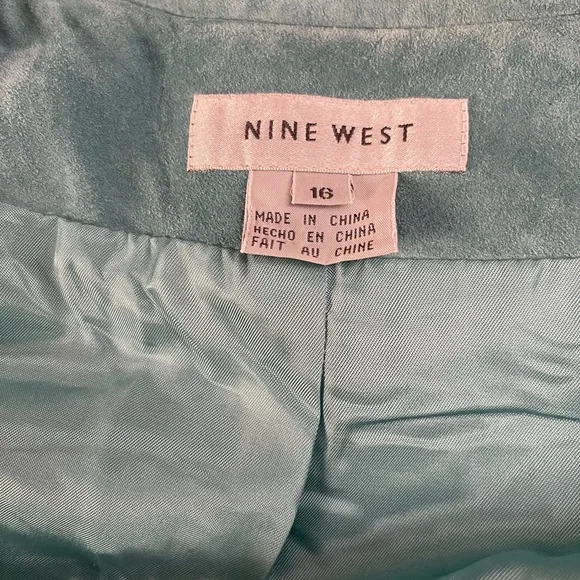 NINE WEST
16
MADE IN CHINA
HECHO EN CHINA
FAIT AU CHINE